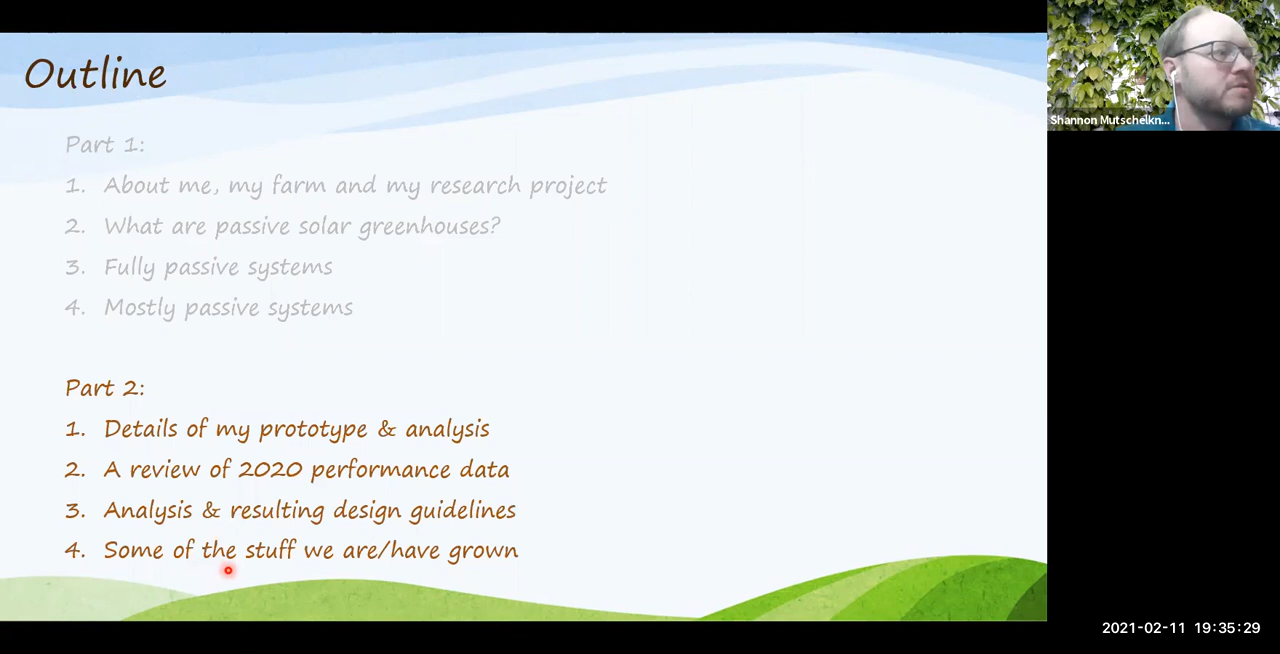 Outline
Part 1:
1. About me, my farm and my research project
2. What are passive solar greenhouses?
3. Fully passive systems
4. Mostly passive systems
Part 2:
1. Details of my prototype & analysis
2. A review of 2020 performance data
3. Analysis & resulting design guidelines
4. Some of the stuff we are/have grown
Shannon Mutschelkn...
2021-02-11 19:35:29